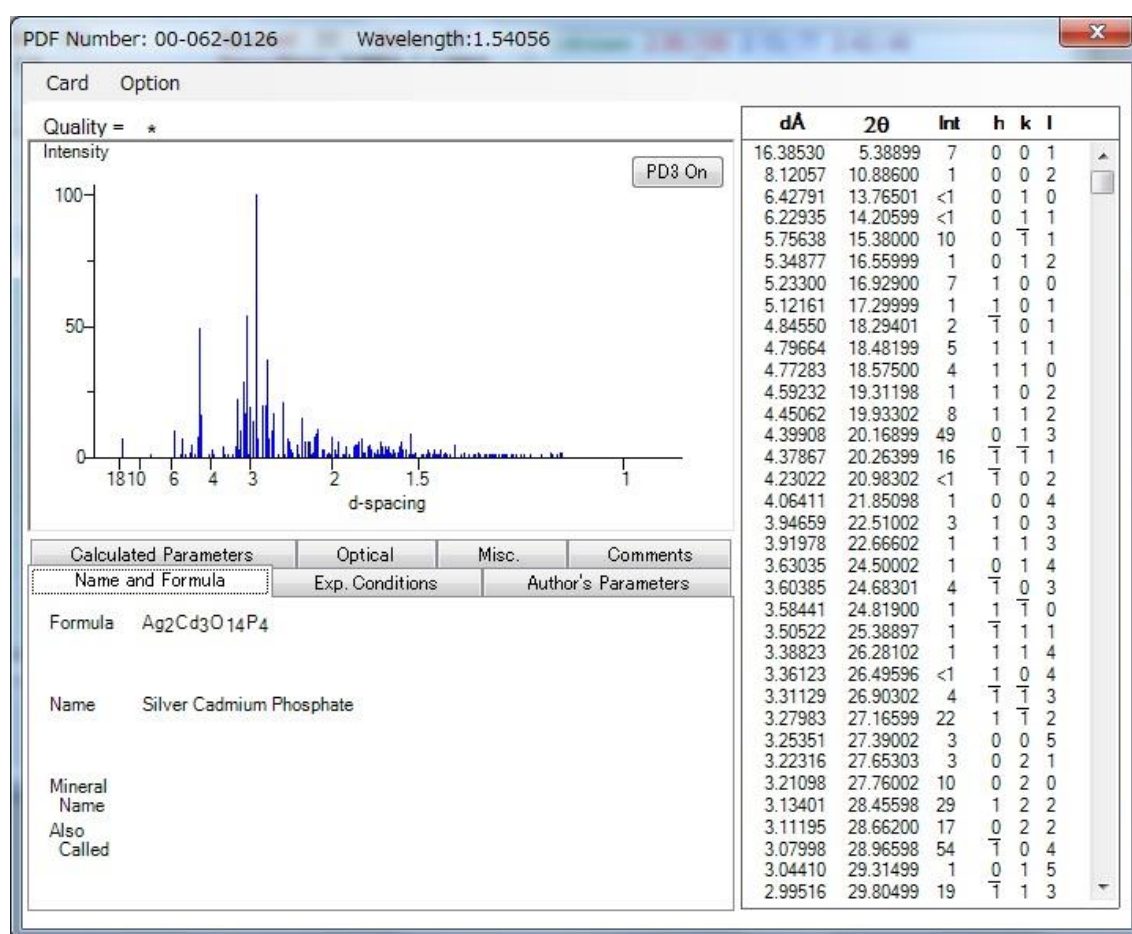 PDF Number: 00-062-0126 Wavelength:1.54056
x
Card Option
Quality = *
Intensity
PD3 On
100
50
0
18 10 6 4 3 2 1.5 1
d-spacing
Calculated Parameters Optical Misc. Comments
Name and Formula Exp. Conditions Author's Parameters
Formula Ag2Cd3O14P4
Name Silver Cadmium Phosphate
Mineral
Name
Also
Called
dÅ 2θ Int h k l
16.38530 5.38899 7 0 0 1
8.12057 10.88600 1 0 0 2
6.42791 13.76501 <1 0 1 0
6.22935 14.20599 <1 0 1 1
5.75638 15.38000 10 0 1̅ 1
5.34877 16.55999 1 0 1 2
5.23300 16.92900 7 1 0 0
5.12161 17.29999 1 1 0 1
4.84550 18.29401 2 1̅ 0 1
4.79664 18.48199 5 1 1 1
4.77283 18.57500 4 1 1 0
4.59232 19.31198 1 1 0 2
4.45062 19.93302 8 1 1 2
4.39908 20.16899 49 0 1 3
4.37867 20.26399 16 1̅ 1̅ 1
4.23022 20.98302 <1 1̅ 0 2
4.06411 21.85098 1 0 0 4
3.94659 22.51002 3 1 0 3
3.91978 22.66602 1 1 1 3
3.63035 24.50002 1 0 1 4
3.60385 24.68301 4 1̅ 0 3
3.58441 24.81900 1 1 1̅ 0
3.50522 25.38897 1 1̅ 1 1
3.38823 26.28102 1 1 1 4
3.36123 26.49596 <1 1 0 4
3.31129 26.90302 4 1̅ 1̅ 3
3.27983 27.16599 22 1 1̅ 2
3.25351 27.39002 3 0 0 5
3.22316 27.65303 3 0 2 1
3.21098 27.76002 10 0 2 0
3.13401 28.45598 29 1 2 2
3.11195 28.66200 17 0 2 2
3.07998 28.96598 54 1̅ 0 4
3.04410 29.31499 1 0 1 5
2.99516 29.80499 19 1̅ 1 3